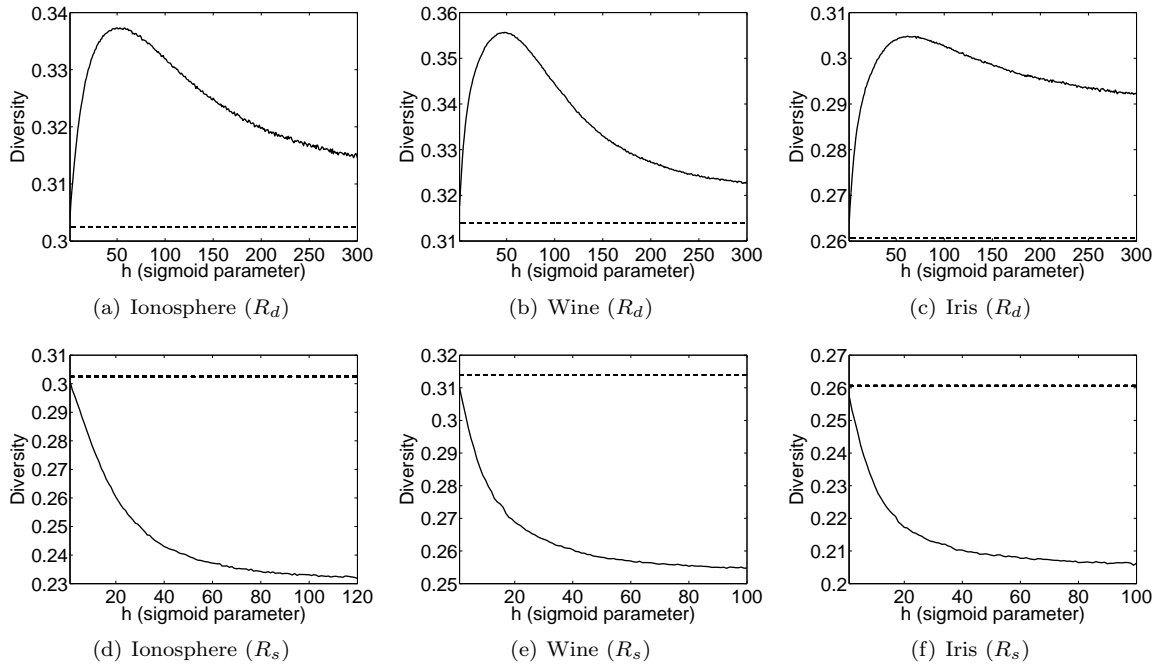 0.34
0.33
0.32
0.31
0.3
Diversity
50 100 150 200 250 300
h (sigmoid parameter)
(a) Ionosphere (R_d)
0.36
0.35
0.34
0.33
0.32
0.31
Diversity
50 100 150 200 250 300
h (sigmoid parameter)
(b) Wine (R_d)
0.31
0.3
0.29
0.28
0.27
0.26
Diversity
50 100 150 200 250 300
h (sigmoid parameter)
(c) Iris (R_d)
0.31
0.3
0.29
0.28
0.27
0.26
0.25
0.24
0.23
Diversity
20 40 60 80 100 120
h (sigmoid parameter)
(d) Ionosphere (R_s)
0.32
0.31
0.3
0.29
0.28
0.27
0.26
0.25
Diversity
20 40 60 80 100
h (sigmoid parameter)
(e) Wine (R_s)
0.27
0.26
0.25
0.24
0.23
0.22
0.21
0.2
Diversity
20 40 60 80 100
h (sigmoid parameter)
(f) Iris (R_s)